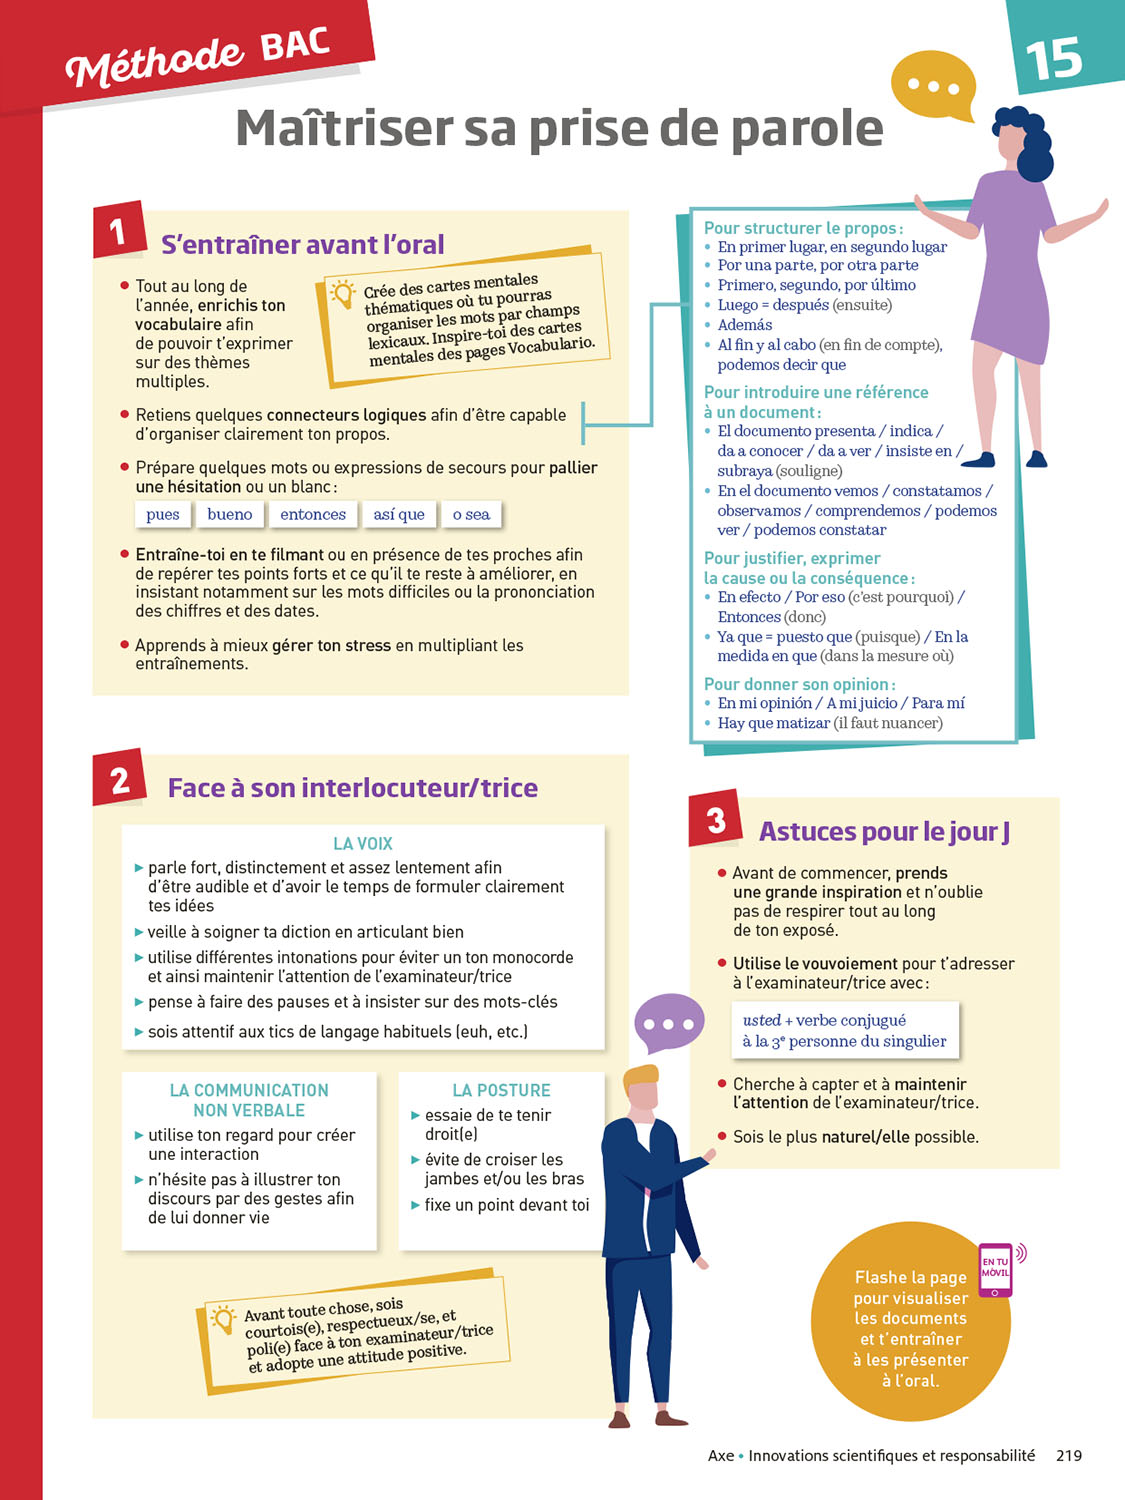 Méthode BAC
15
Maîtriser sa prise de parole
1
S'entraîner avant l'oral
• Tout au long de
l'année, enrichis ton
vocabulaire afin
de pouvoir t'exprimer
sur des thèmes
multiples.
Crée des cartes mentales
thématiques où tu pourras
organiser les mots par champs
lexicaux. Inspire-toi des cartes
mentales des pages Vocabulario.
• Retiens quelques connecteurs logiques afin d'être capable
d'organiser clairement ton propos.
• Prépare quelques mots ou expressions de secours pour pallier
une hésitation ou un blanc :
pues bueno entonces así que o sea
• Entraîne-toi en te filmant ou en présence de tes proches afin
de repérer tes points forts et ce qu'il te reste à améliorer, en
insistant notamment sur les mots difficiles ou la prononciation
des chiffres et des dates.
• Apprends à mieux gérer ton stress en multipliant les
entraînements.
Pour structurer le propos :
• En primer lugar, en segundo lugar
• Por una parte, por otra parte
• Primero, segundo, por último
• Luego = después (ensuite)
• Además
• Al fin y al cabo (en fin de compte),
podemos decir que
Pour introduire une référence
à un document :
• El documento presenta / indica /
da a conocer / da a ver / insiste en /
subraya (souligne)
• En el documento vemos / constatamos /
observamos / comprendemos / podemos
ver / podemos constatar
Pour justifier, exprimer
la cause ou la conséquence :
• En efecto / Por eso (c'est pourquoi) /
Entonces (donc)
• Ya que = puesto que (puisque) / En la
medida en que (dans la mesure où)
Pour donner son opinion :
• En mi opinión / A mi juicio / Para mí
• Hay que matizar (il faut nuancer)
2
Face à son interlocuteur/trice
LA VOIX
▶ parle fort, distinctement et assez lentement afin
d'être audible et d'avoir le temps de formuler clairement
tes idées
▶ veille à soigner ta diction en articulant bien
▶ utilise différentes intonations pour éviter un ton monocorde
et ainsi maintenir l'attention de l'examinateur/trice
▶ pense à faire des pauses et à insister sur des mots-clés
▶ sois attentif aux tics de langage habituels (euh, etc.)
LA COMMUNICATION
NON VERBALE
▶ utilise ton regard pour créer
une interaction
▶ n'hésite pas à illustrer ton
discours par des gestes afin
de lui donner vie
LA POSTURE
▶ essaie de te tenir
droit(e)
▶ évite de croiser les
jambes et/ou les bras
▶ fixe un point devant toi
Avant toute chose, sois
courtois(e), respectueux/se, et
poli(e) face à ton examinateur/trice
et adopte une attitude positive.
3
Astuces pour le jour J
• Avant de commencer, prends
une grande inspiration et n'oublie
pas de respirer tout au long
de ton exposé.
• Utilise le vouvoiement pour t'adresser
à l'examinateur/trice avec :
usted + verbe conjugué
à la 3e personne du singulier
• Cherche à capter et à maintenir
l'attention de l'examinateur/trice.
• Sois le plus naturel/elle possible.
EN TU
MÓVIL
Flashe la page
pour visualiser
les documents
et t'entraîner
à les présenter
à l'oral.
Axe • Innovations scientifiques et responsabilité 219